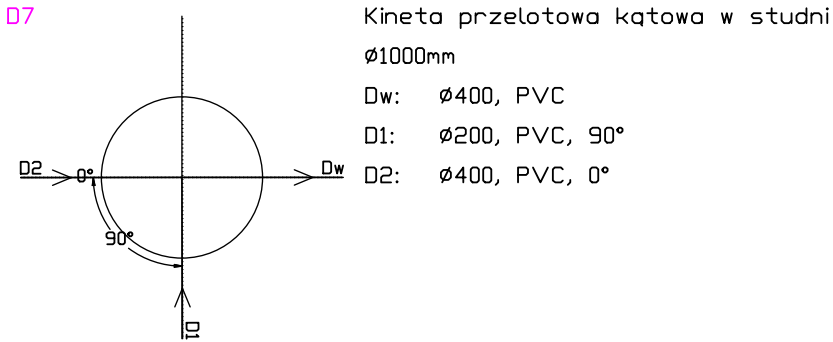 D7
Kineta przelotowa kątowa w studni
Ø1000mm
Dw: Ø400, PVC
D1: Ø200, PVC, 90°
D2: Ø400, PVC, 0°
D2
0°
Dw
90°
D1